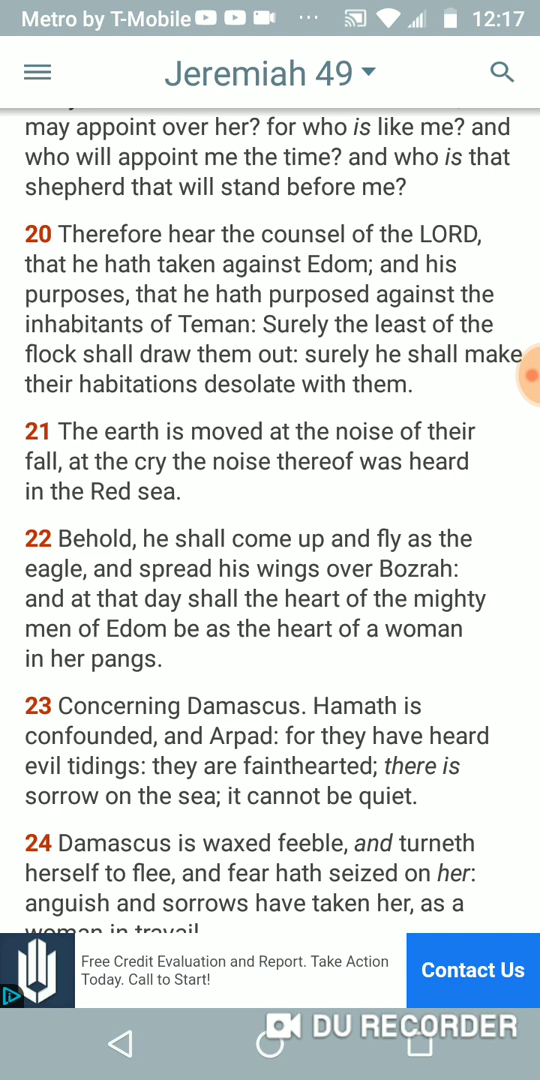 Metro by T-Mobile 12:17
Jeremiah 49
may appoint over her? for who is like me? and
who will appoint me the time? and who is that
shepherd that will stand before me?
20 Therefore hear the counsel of the LORD,
that he hath taken against Edom; and his
purposes, that he hath purposed against the
inhabitants of Teman: Surely the least of the
flock shall draw them out: surely he shall make
their habitations desolate with them.
21 The earth is moved at the noise of their
fall, at the cry the noise thereof was heard
in the Red sea.
22 Behold, he shall come up and fly as the
eagle, and spread his wings over Bozrah:
and at that day shall the heart of the mighty
men of Edom be as the heart of a woman
in her pangs.
23 Concerning Damascus. Hamath is
confounded, and Arpad: for they have heard
evil tidings: they are fainthearted; there is
sorrow on the sea; it cannot be quiet.
24 Damascus is waxed feeble, and turneth
herself to flee, and fear hath seized on her:
anguish and sorrows have taken her, as a
woman in travail
Free Credit Evaluation and Report. Take Action
Today. Call to Start!
Contact Us
DU RECORDER